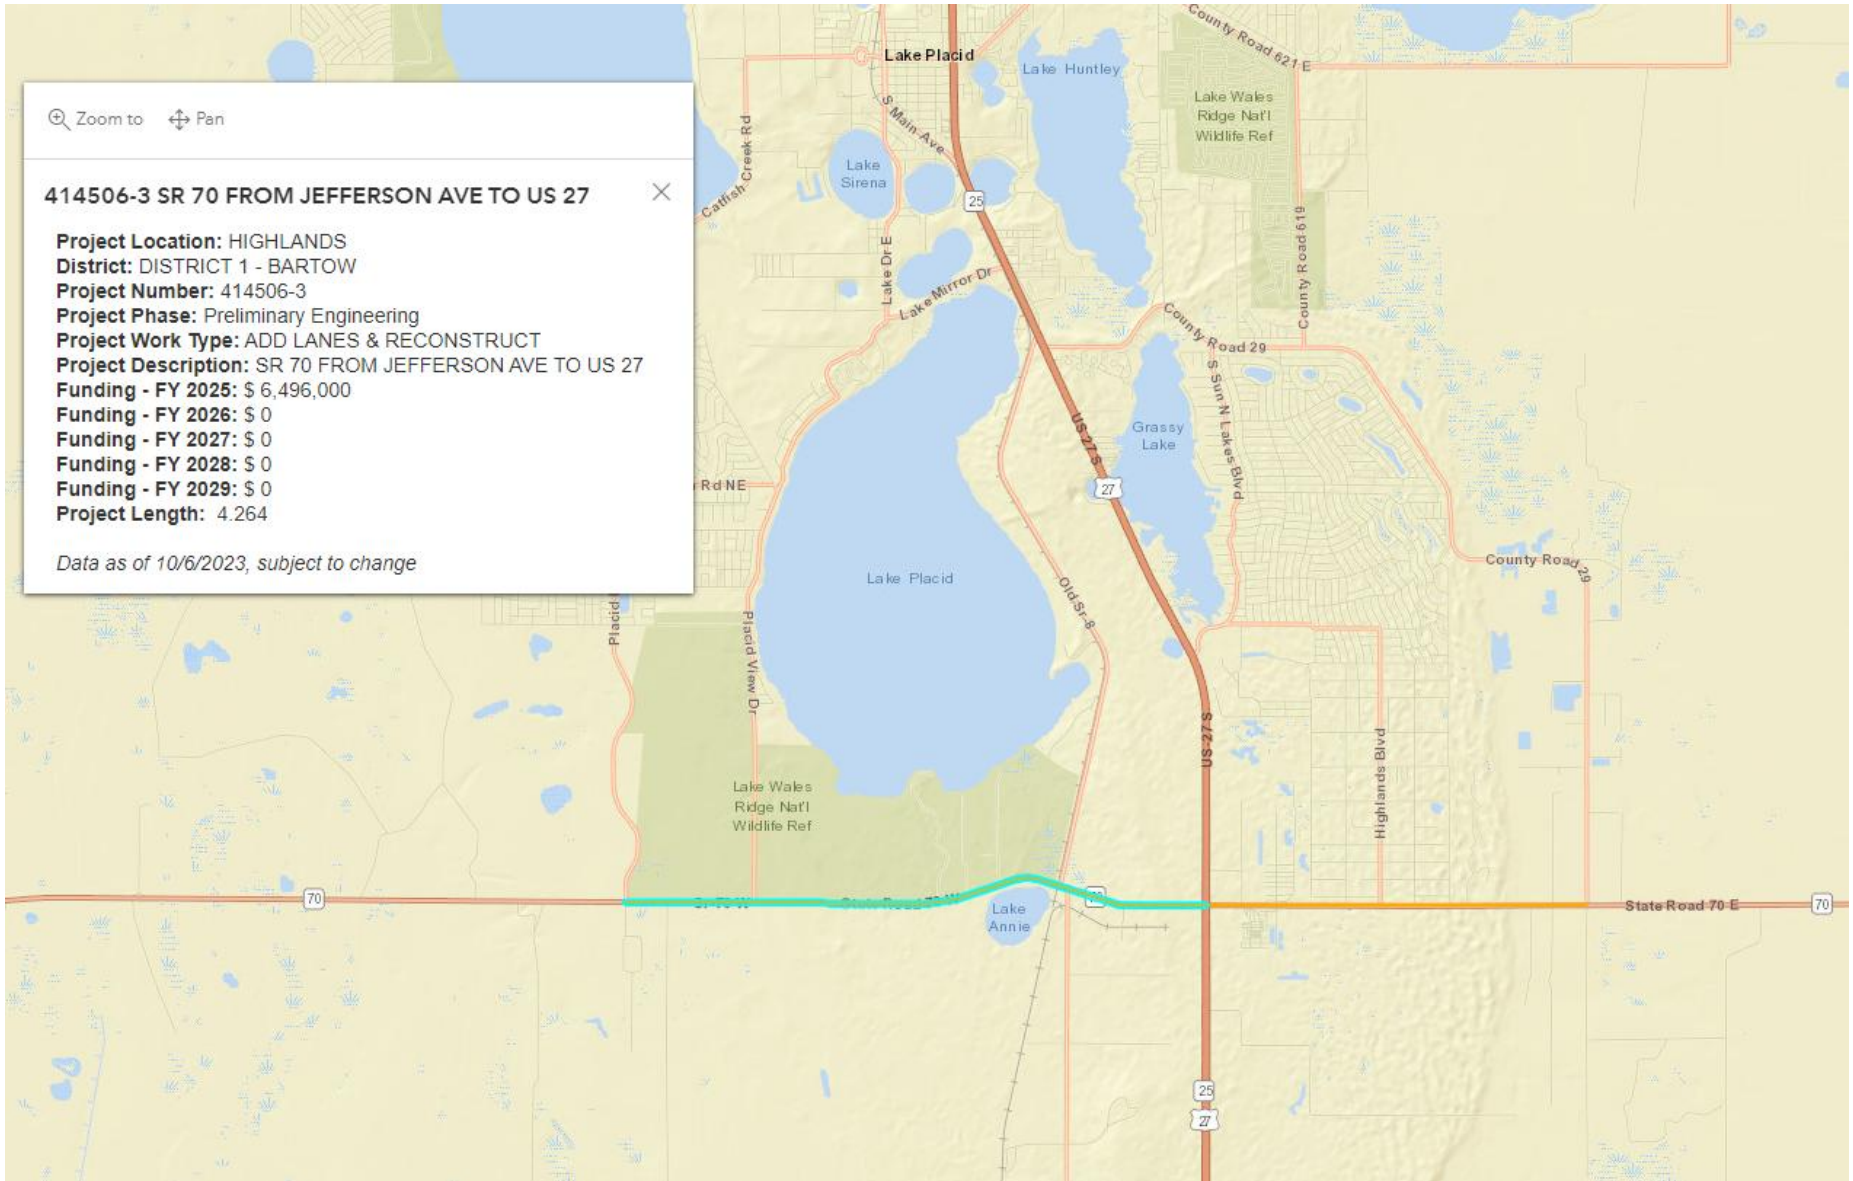 Zoom to
Pan
414506-3 SR 70 FROM JEFFERSON AVE TO US 27
Project Location: HIGHLANDS
District: DISTRICT 1 - BARTOW
Project Number: 414506-3
Project Phase: Preliminary Engineering
Project Work Type: ADD LANES & RECONSTRUCT
Project Description: SR 70 FROM JEFFERSON AVE TO US 27
Funding - FY 2025: $ 6,496,000
Funding - FY 2026: $ 0
Funding - FY 2027: $ 0
Funding - FY 2028: $ 0
Funding - FY 2029: $ 0
Project Length: 4.264
Data as of 10/6/2023, subject to change
Lake Placid
Lake Huntley
County Road 621 E
Lake Wales
Ridge Nat'l
Wildlife Ref
S Main Ave
Catfish Creek Rd
Lake
Sirena
25
Lake Dr E
Lake Mirror Dr
County Road 619
County Road 29
S Sun N Lakes Blvd
US 27 S
Grassy
Lake
27
Rd NE
County Road 29
Lake Placid
Old Sr 8
Placid
Placid View Dr
US 27 S
Highlands Blvd
Lake Wales
Ridge Nat'l
Wildlife Ref
70
Sr 70 W
State Road 70 W
70
Lake
Annie
State Road 70 E
70
25
27